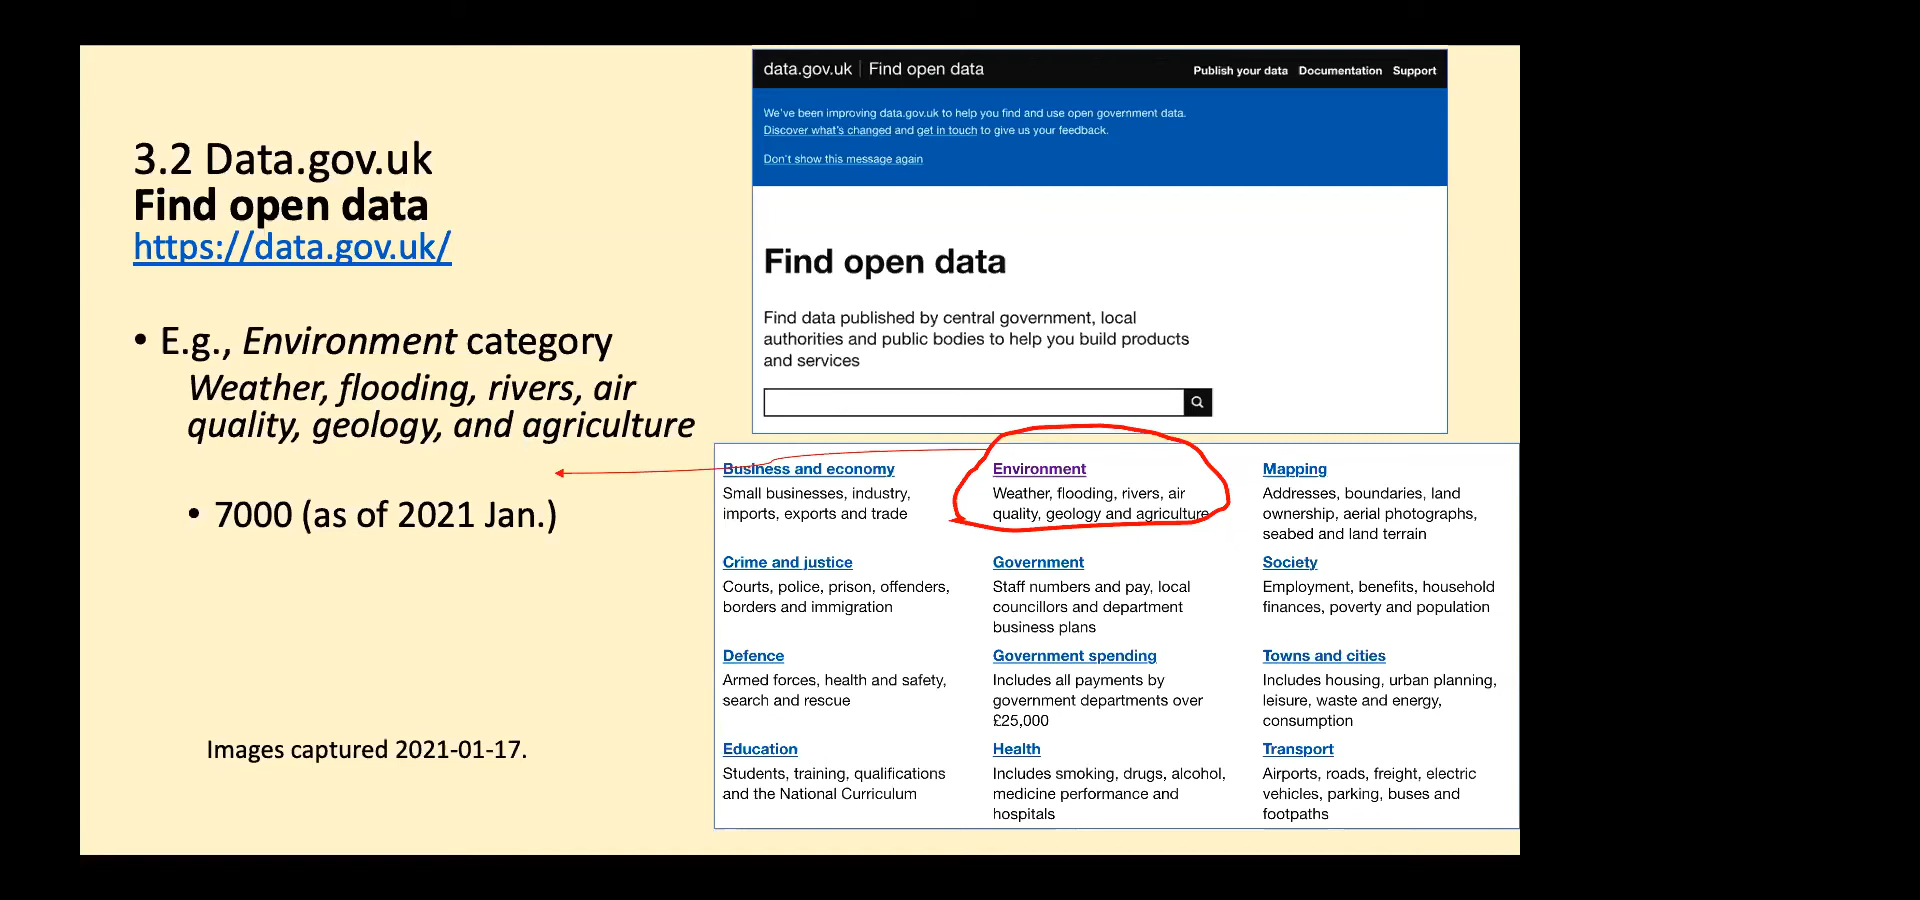 3.2 Data.gov.uk
Find open data
https://data.gov.uk/
• E.g., Environment category
Weather, flooding, rivers, air
quality, geology, and agriculture
• 7000 (as of 2021 Jan.)
Images captured 2021-01-17.
data.gov.uk | Find open data
Publish your data Documentation Support
We've been improving data.gov.uk to help you find and use open government data.
Discover what's changed and get in touch to give us your feedback.
Don't show this message again
Find open data
Find data published by central government, local
authorities and public bodies to help you build products
and services
Business and economy
Small businesses, industry,
imports, exports and trade
Environment
Weather, flooding, rivers, air
quality, geology and agriculture
Mapping
Addresses, boundaries, land
ownership, aerial photographs,
seabed and land terrain
Crime and justice
Courts, police, prison, offenders,
borders and immigration
Government
Staff numbers and pay, local
councillors and department
business plans
Society
Employment, benefits, household
finances, poverty and population
Defence
Armed forces, health and safety,
search and rescue
Government spending
Includes all payments by
government departments over
£25,000
Towns and cities
Includes housing, urban planning,
leisure, waste and energy,
consumption
Education
Students, training, qualifications
and the National Curriculum
Health
Includes smoking, drugs, alcohol,
medicine performance and
hospitals
Transport
Airports, roads, freight, electric
vehicles, parking, buses and
footpaths